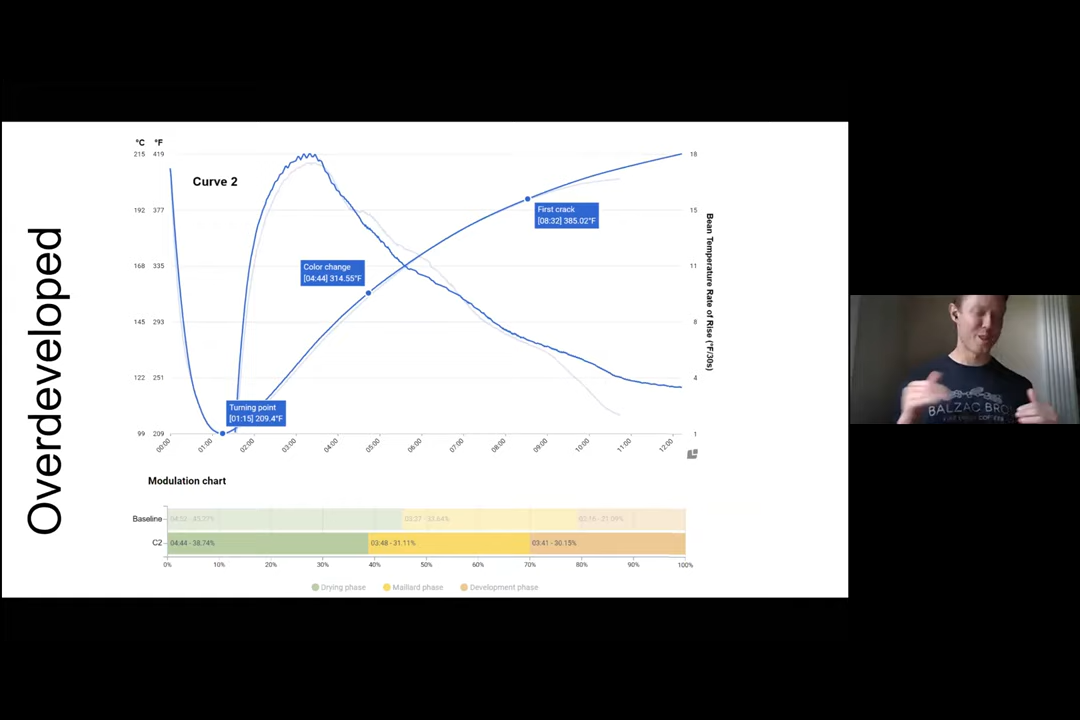 Overdeveloped
°C °F
215 419
192 377
168 335
145 293
122 251
99 209
Curve 2
Color change
[04:44] 314.55°F
First crack
[08:32] 385.02°F
Turning point
[01:15] 209.4°F
18
15
11
8
4
1
Bean Temperature Rate of Rise (°F/30s)
00:00 01:00 02:00 03:00 04:00 05:00 06:00 07:00 08:00 09:00 10:00 11:00 12:00
Modulation chart
Baseline
C2 04:44 - 38.74% 03:48 - 31.11% 03:41 - 30.15%
0% 10% 20% 30% 40% 50% 60% 70% 80% 90% 100%
Drying phase Maillard phase Development phase
BALZAC BRO